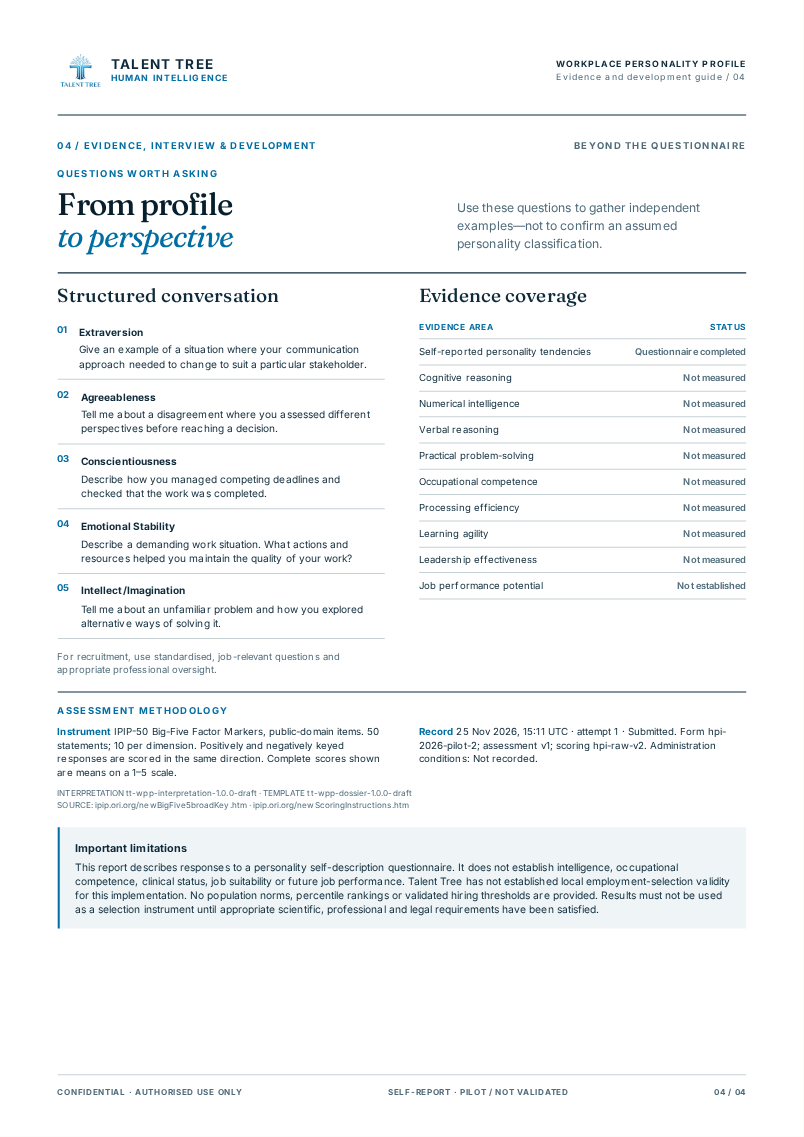 TALENT TREE
TALENT TREE
HUMAN INTELLIGENCE
WORKPLACE PERSONALITY PROFILE
Evidence and development guide / 04
04 / EVIDENCE, INTERVIEW & DEVELOPMENT
BEYOND THE QUESTIONNAIRE
QUESTIONS WORTH ASKING
From profile
to perspective
Use these questions to gather independent
examples—not to confirm an assumed
personality classification.
Structured conversation
01 Extraversion
Give an example of a situation where your communication
approach needed to change to suit a particular stakeholder.
02 Agreeableness
Tell me about a disagreement where you assessed different
perspectives before reaching a decision.
03 Conscientiousness
Describe how you managed competing deadlines and
checked that the work was completed.
04 Emotional Stability
Describe a demanding work situation. What actions and
resources helped you maintain the quality of your work?
05 Intellect/Imagination
Tell me about an unfamiliar problem and how you explored
alternative ways of solving it.
For recruitment, use standardised, job-relevant questions and
appropriate professional oversight.
Evidence coverage
EVIDENCE AREA STATUS
Self-reported personality tendencies Questionnaire completed
Cognitive reasoning Not measured
Numerical intelligence Not measured
Verbal reasoning Not measured
Practical problem-solving Not measured
Occupational competence Not measured
Processing efficiency Not measured
Learning agility Not measured
Leadership effectiveness Not measured
Job performance potential Not established
ASSESSMENT METHODOLOGY
Instrument IPIP-50 Big-Five Factor Markers, public-domain items. 50
statements; 10 per dimension. Positively and negatively keyed
responses are scored in the same direction. Complete scores shown
are means on a 1–5 scale.
Record 25 Nov 2026, 15:11 UTC · attempt 1 · Submitted. Form hpi-
2026-pilot-2; assessment v1; scoring hpi-raw-v2. Administration
conditions: Not recorded.
INTERPRETATION tt-wpp-interpretation-1.0.0-draft · TEMPLATE tt-wpp-dossier-1.0.0-draft
SOURCE: ipip.ori.org/newBigFive5broadKey.htm · ipip.ori.org/newScoringInstructions.htm
Important limitations
This report describes responses to a personality self-description questionnaire. It does not establish intelligence, occupational
competence, clinical status, job suitability or future job performance. Talent Tree has not established local employment-selection validity
for this implementation. No population norms, percentile rankings or validated hiring thresholds are provided. Results must not be used
as a selection instrument until appropriate scientific, professional and legal requirements have been satisfied.
CONFIDENTIAL · AUTHORISED USE ONLY
SELF-REPORT · PILOT / NOT VALIDATED
04 / 04